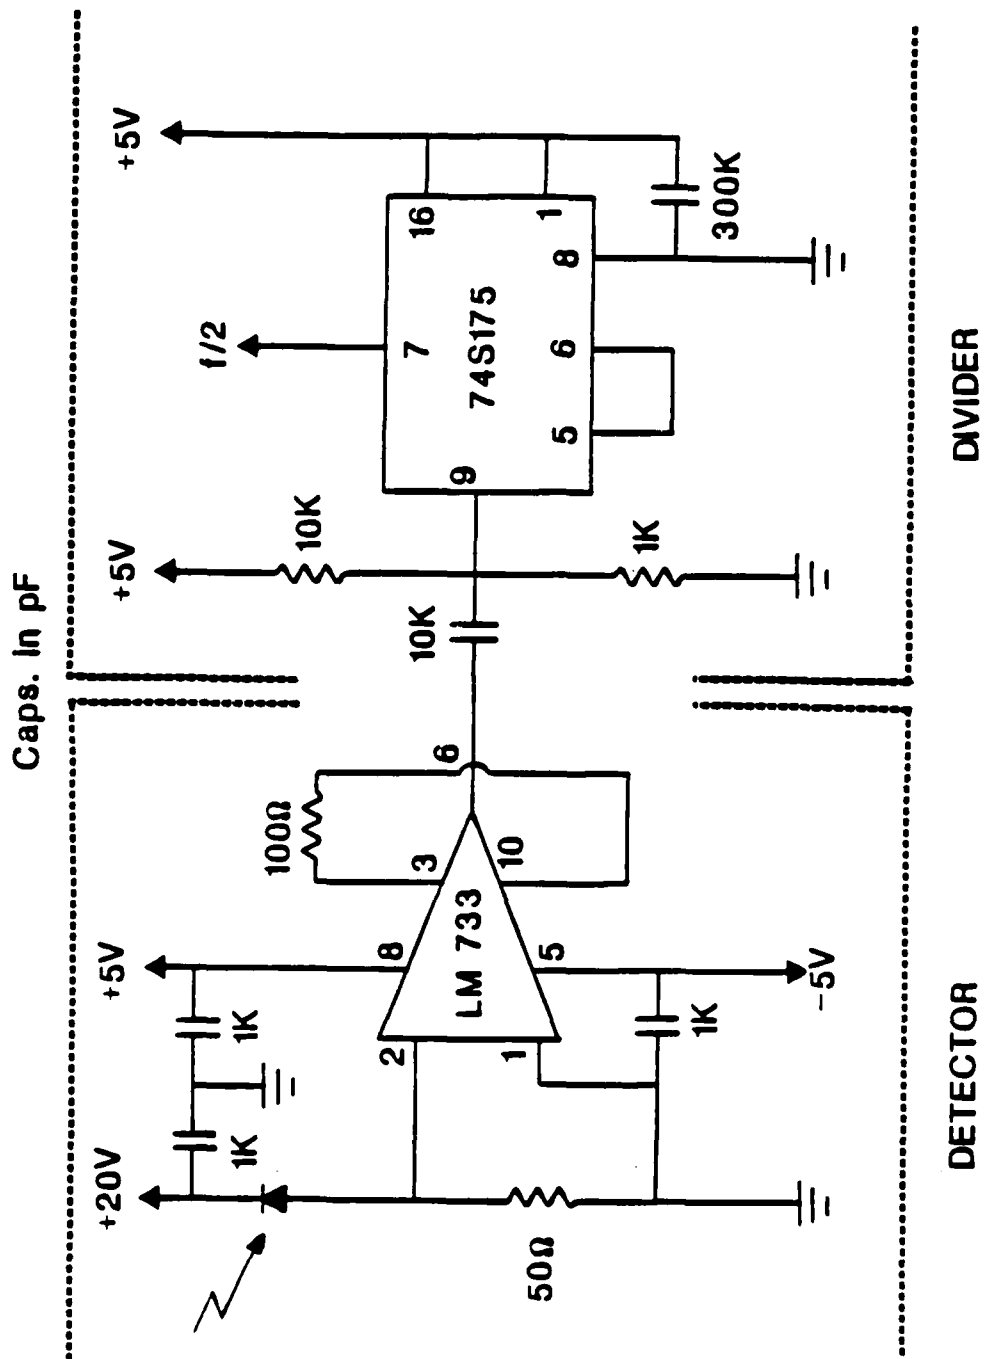 Caps. in pF
+20V
1K
1K
+5V
50Ω
2
1
8
5
LM 733
3
10
100Ω
6
1K
-5V
DETECTOR
10K
+5V
10K
1K
9
7
f/2
74S175
5
6
8
16
1
+5V
300K
DIVIDER